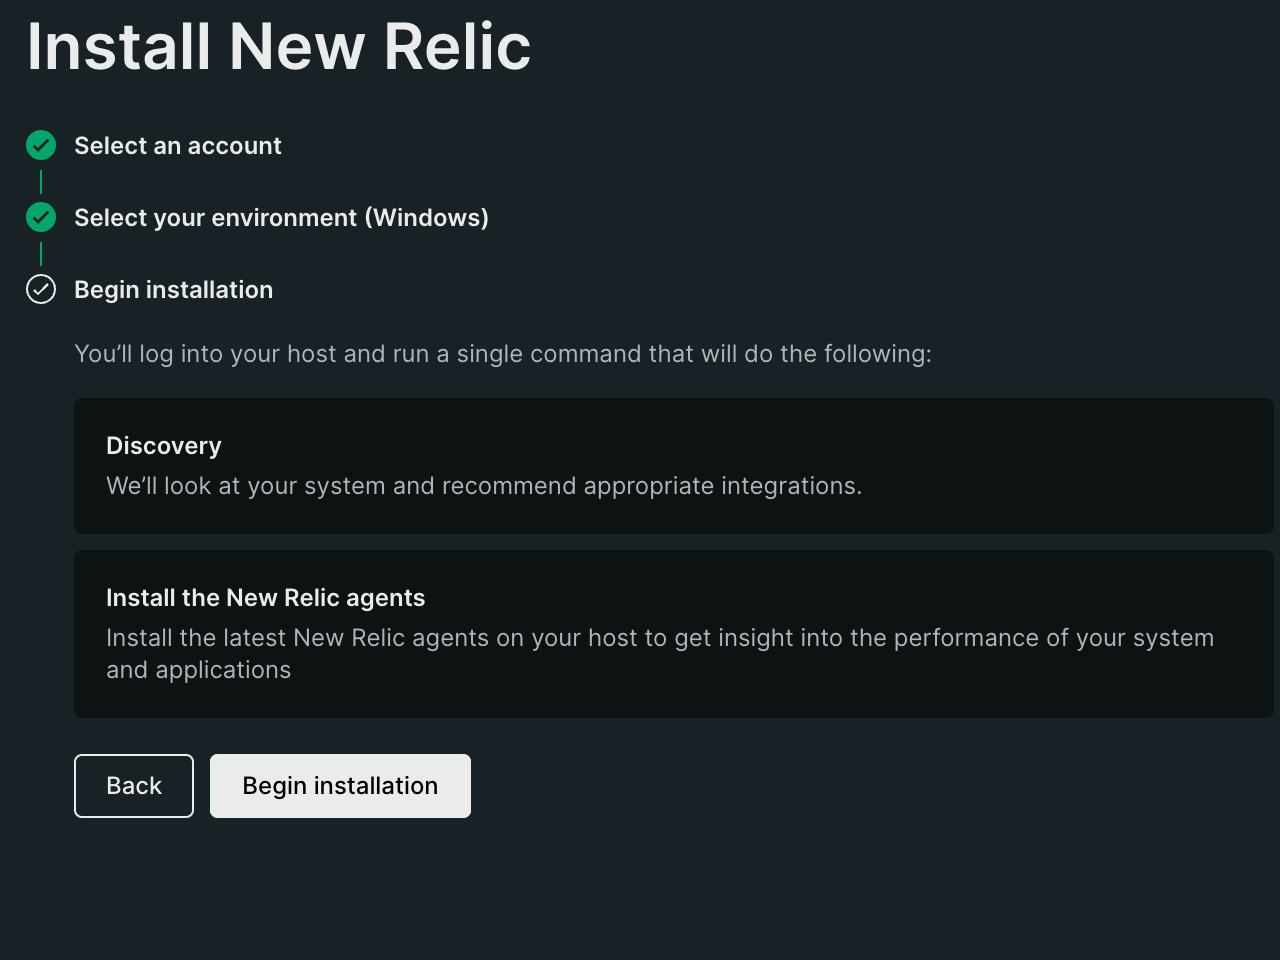 Install New Relic
Select an account
Select your environment (Windows)
Begin installation
You’ll log into your host and run a single command that will do the following:
Discovery
We’ll look at your system and recommend appropriate integrations.
Install the New Relic agents
Install the latest New Relic agents on your host to get insight into the performance of your system
and applications
Back
Begin installation